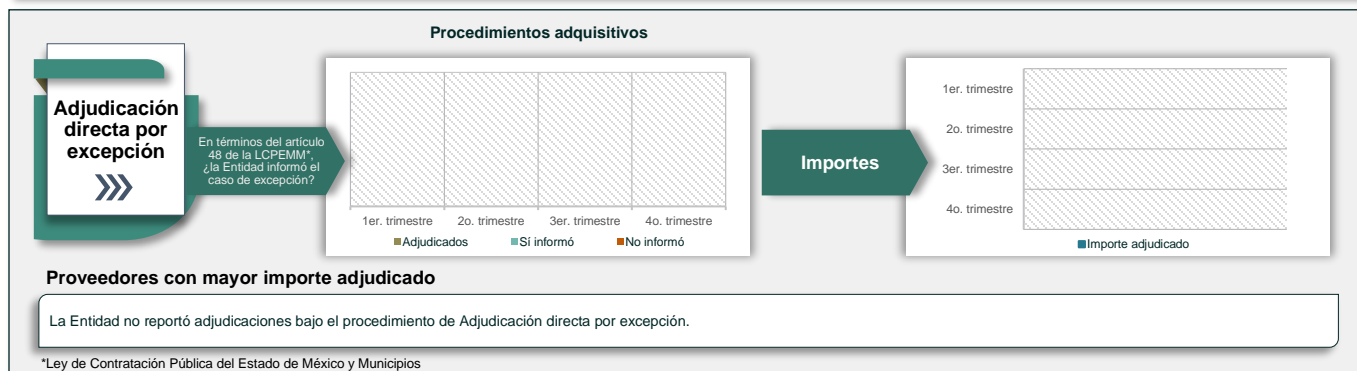 Procedimientos adquisitivos
Adjudicación
directa por
excepción
En términos del artículo
48 de la LCPEMM*,
¿la Entidad informó el
caso de excepción?
1er. trimestre 2o. trimestre 3er. trimestre 4o. trimestre
Adjudicados Sí informó No informó
Importes
1er. trimestre
2o. trimestre
3er. trimestre
4o. trimestre
Importe adjudicado
Proveedores con mayor importe adjudicado
La Entidad no reportó adjudicaciones bajo el procedimiento de Adjudicación directa por excepción.
*Ley de Contratación Pública del Estado de México y Municipios